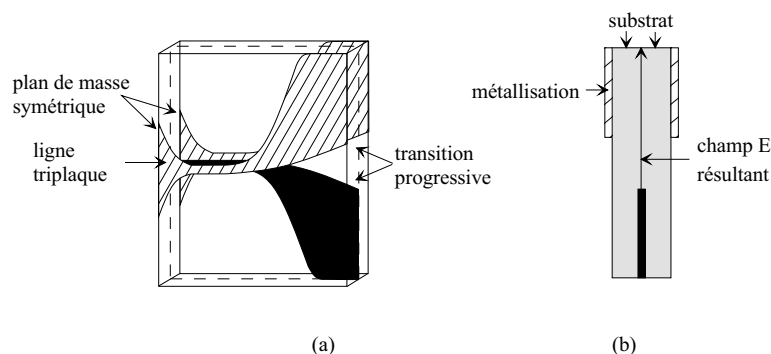 plan de masse
symétrique
ligne
triplaque
transition
progressive
(a)
substrat
métallisation
champ E
résultant
(b)